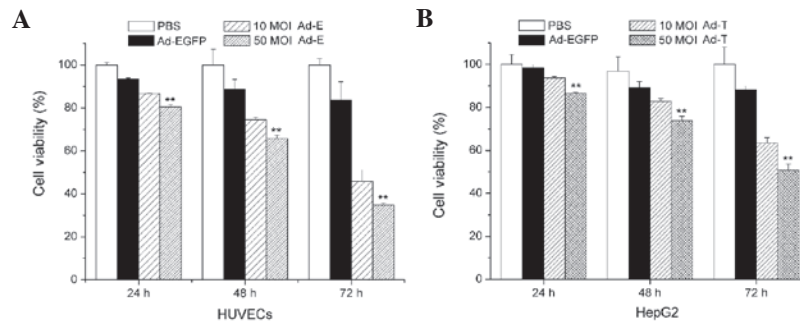 A
PBS
Ad-EGFP
10 MOI Ad-E
50 MOI Ad-E
Cell viability (%)
100
80
60
40
20
0
**
**
**
24 h
48 h
72 h
HUVECs
B
PBS
Ad-EGFP
10 MOI Ad-T
50 MOI Ad-T
Cell viability (%)
100
80
60
40
20
0
**
**
**
24 h
48 h
72 h
HepG2